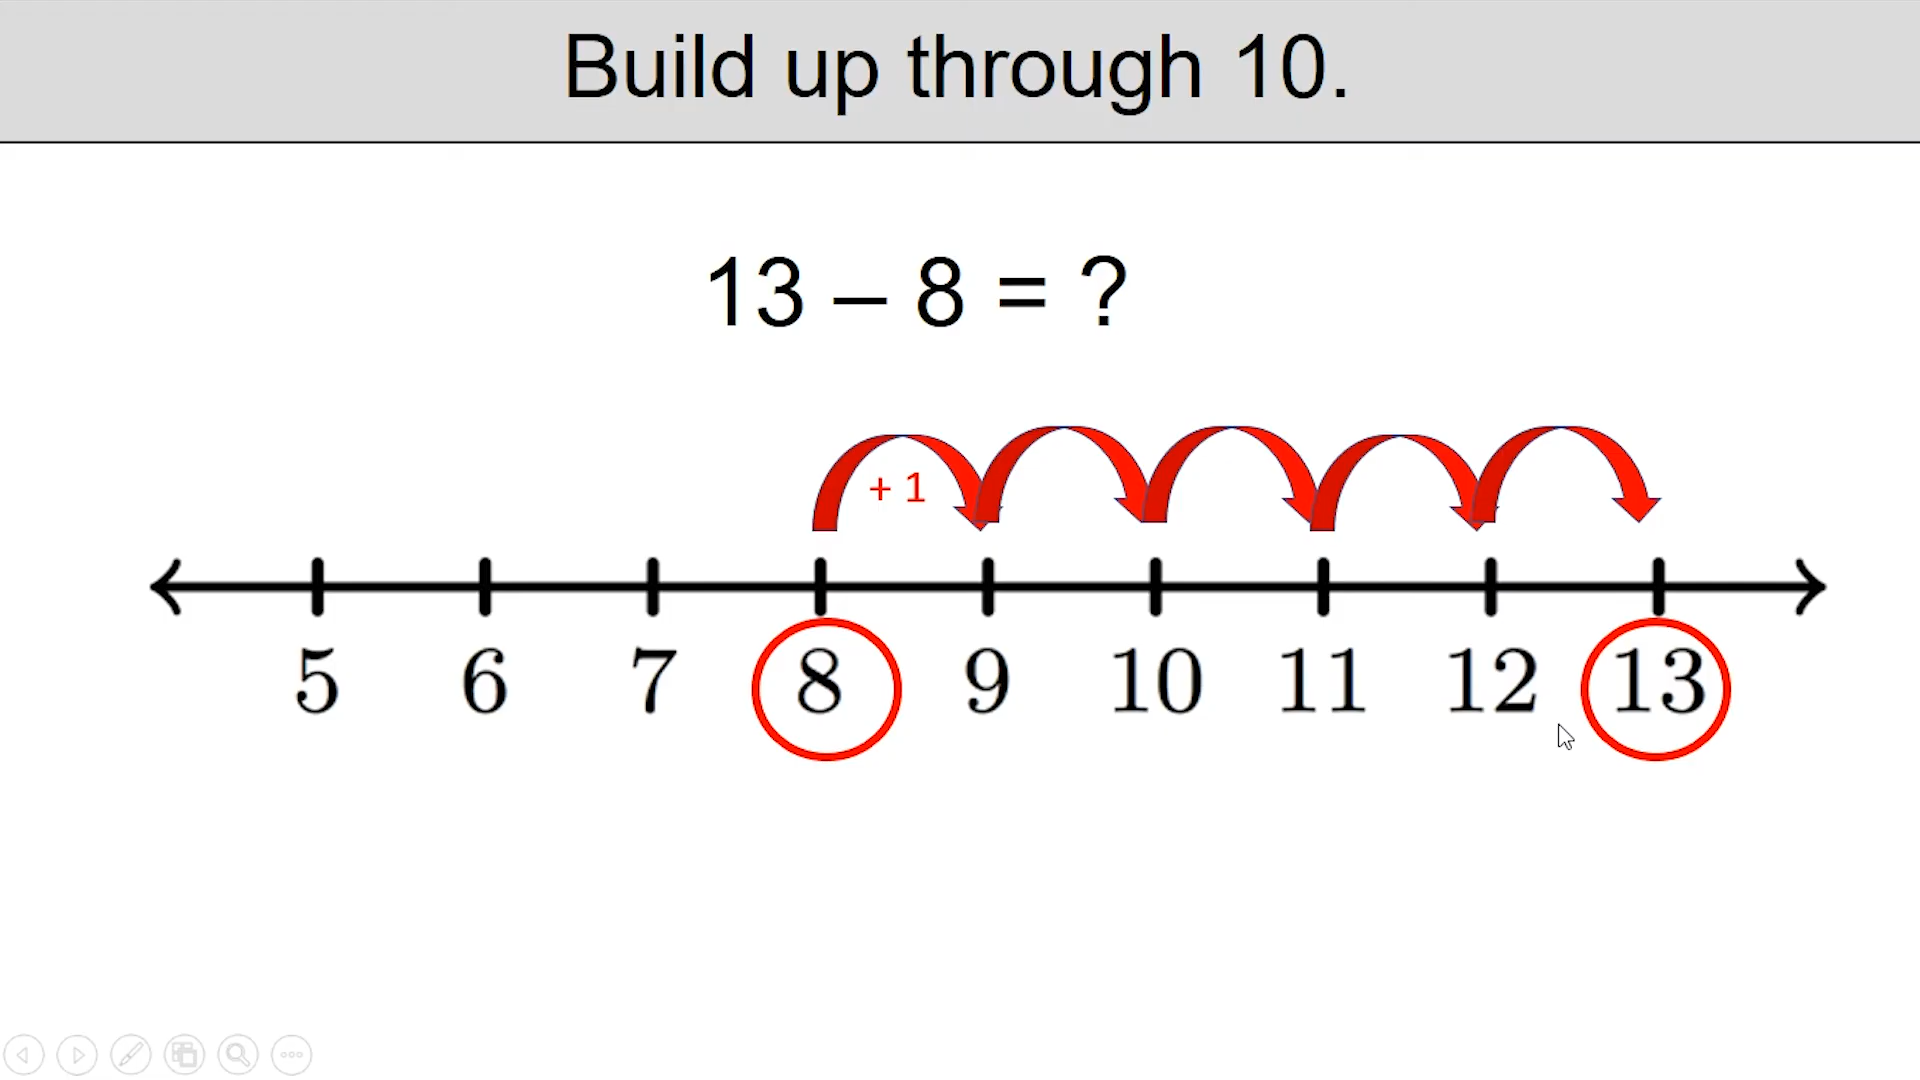 Build up through 10.
13 – 8 = ?
+ 1
5 6 7 8 9 10 11 12 13